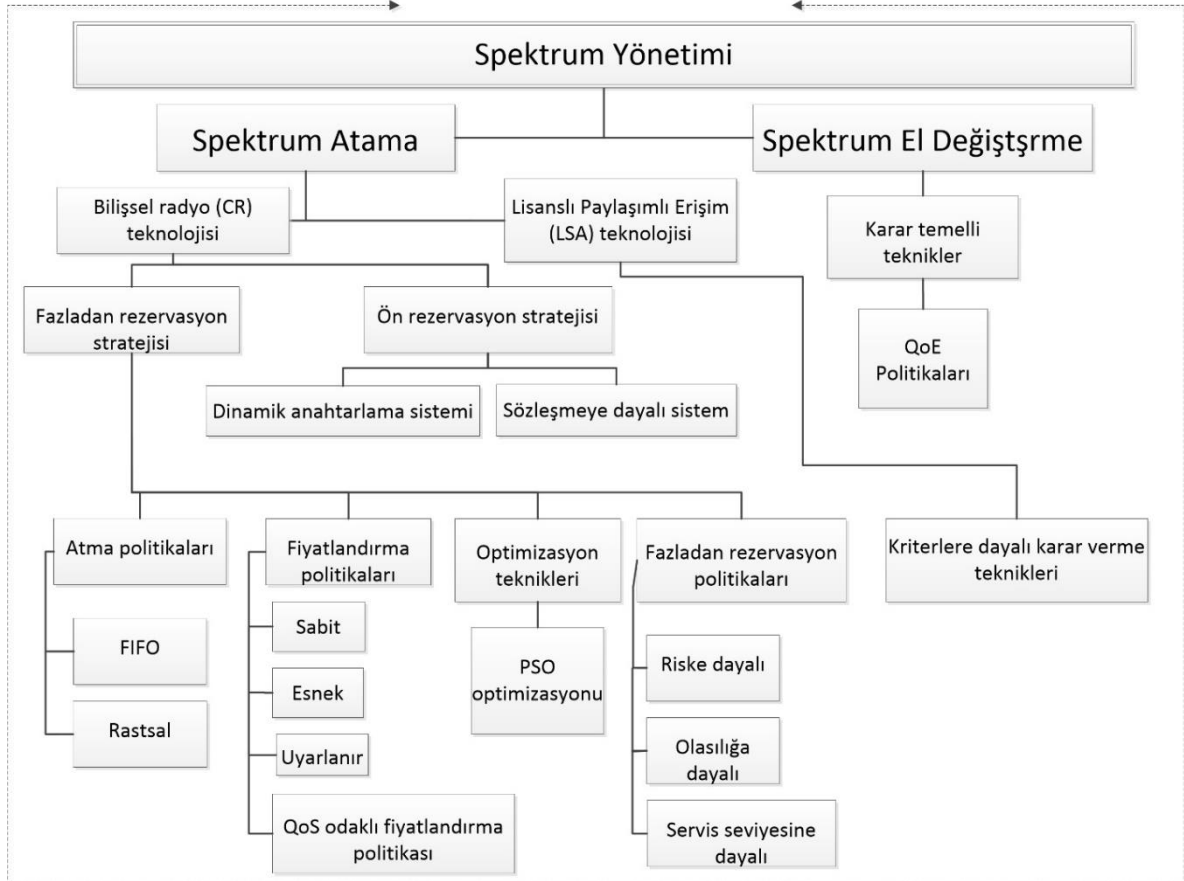 Spektrum Yönetimi
Spektrum Atama
Spektrum El Değiştşrme
Bilişsel radyo (CR)
teknolojisi
Lisanslı Paylaşımlı Erişim
(LSA) teknolojisi
Karar temelli
teknikler
Fazladan rezervasyon
stratejisi
Ön rezervasyon stratejisi
QoE
Politikaları
Dinamik anahtarlama sistemi
Sözleşmeye dayalı sistem
Atma politikaları
Fiyatlandırma
politikaları
Optimizasyon
teknikleri
Fazladan rezervasyon
politikaları
Kriterlere dayalı karar verme
teknikleri
FIFO
Rastsal
Sabit
Esnek
Uyarlanır
QoS odaklı fiyatlandırma
politikası
PSO
optimizasyonu
Riske dayalı
Olasılığa
dayalı
Servis seviyesine
dayalı